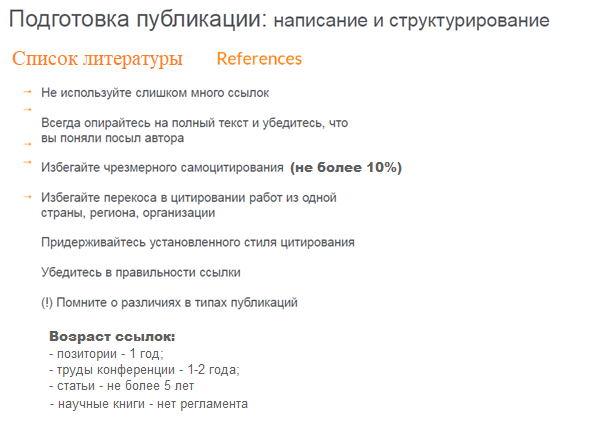 Подготовка публикации: написание и структурирование
Список литературы References
→ Не используйте слишком много ссылок
→
Всегда опирайтесь на полный текст и убедитесь, что
вы поняли посыл автора
→
→ Избегайте чрезмерного самоцитирования (не более 10%)
→ Избегайте перекоса в цитировании работ из одной
страны, региона, организации
Придерживайтесь установленного стиля цитирования
Убедитесь в правильности ссылки
(!) Помните о различиях в типах публикаций
Возраст ссылок:
- позитории - 1 год;
- труды конференции - 1-2 года;
- статьи - не более 5 лет
- научные книги - нет регламента